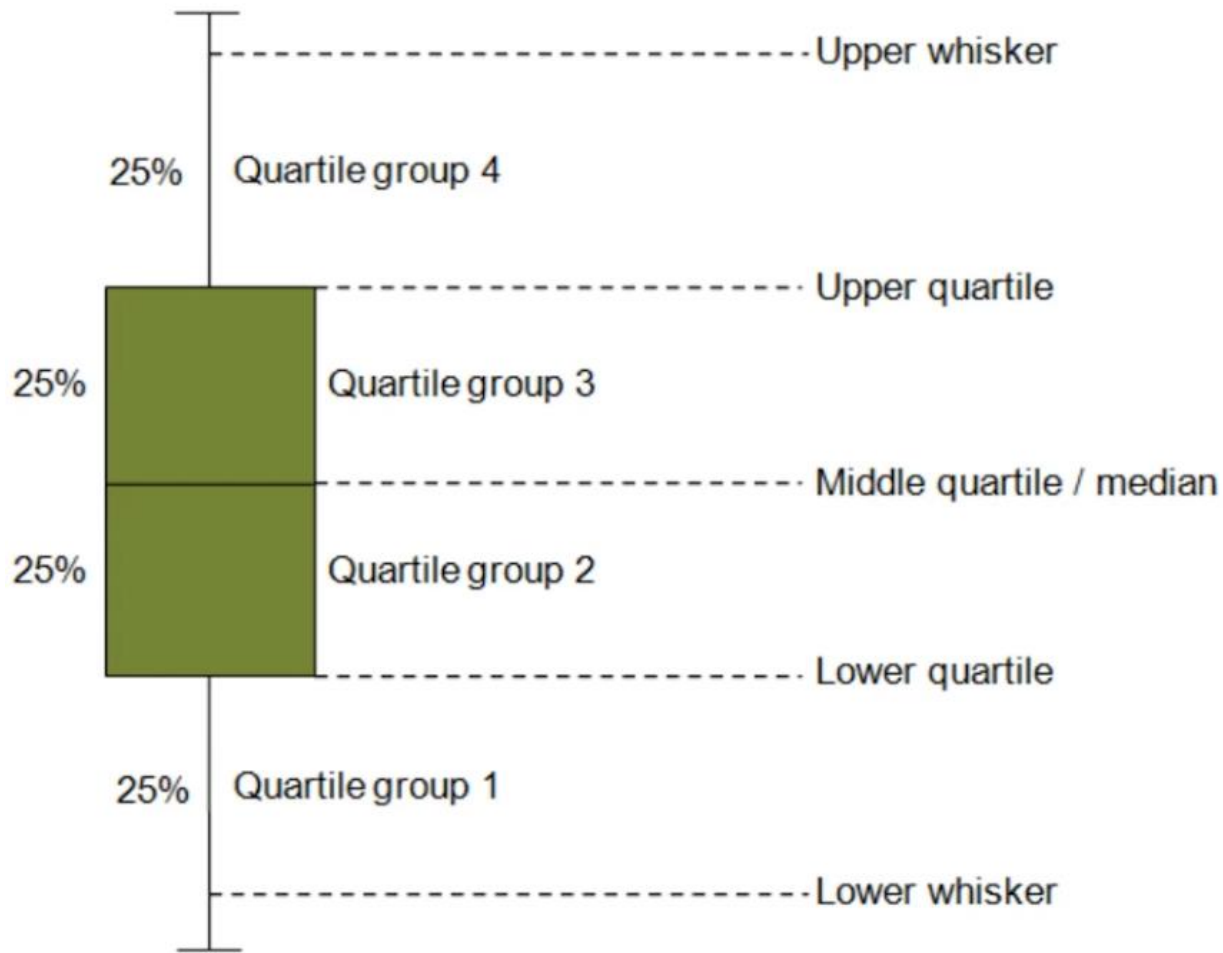 Upper whisker
25% Quartile group 4
Upper quartile
25% Quartile group 3
Middle quartile / median
25% Quartile group 2
Lower quartile
25% Quartile group 1
Lower whisker